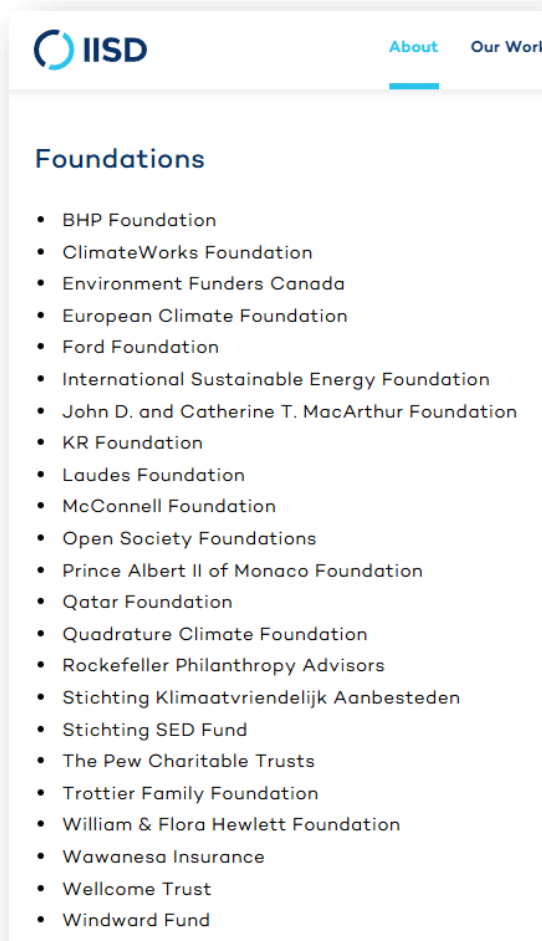 IISD
About
Our Work
Foundations
• BHP Foundation
• ClimateWorks Foundation
• Environment Funders Canada
• European Climate Foundation
• Ford Foundation
• International Sustainable Energy Foundation
• John D. and Catherine T. MacArthur Foundation
• KR Foundation
• Laudes Foundation
• McConnell Foundation
• Open Society Foundations
• Prince Albert II of Monaco Foundation
• Qatar Foundation
• Quadrature Climate Foundation
• Rockefeller Philanthropy Advisors
• Stichting Klimaatvriendelijk Aanbesteden
• Stichting SED Fund
• The Pew Charitable Trusts
• Trottier Family Foundation
• William & Flora Hewlett Foundation
• Wawanesa Insurance
• Wellcome Trust
• Windward Fund